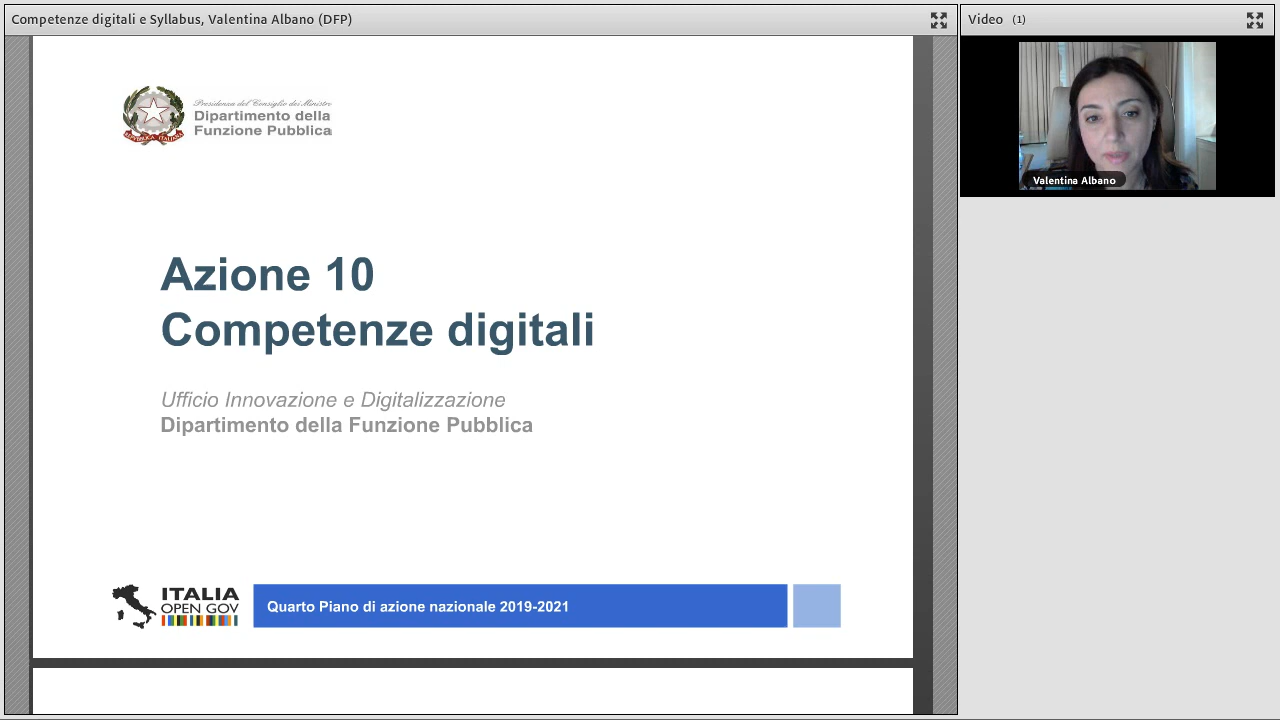 Competenze digitali e Syllabus, Valentina Albano (DFP)
Video (1)
Presidenza del Consiglio dei Ministri
Dipartimento della
Funzione Pubblica
REPVBBLICA ITALIANA
Valentina Albano
Azione 10
Competenze digitali
Ufficio Innovazione e Digitalizzazione
Dipartimento della Funzione Pubblica
ITALIA
OPEN GOV
Quarto Piano di azione nazionale 2019-2021